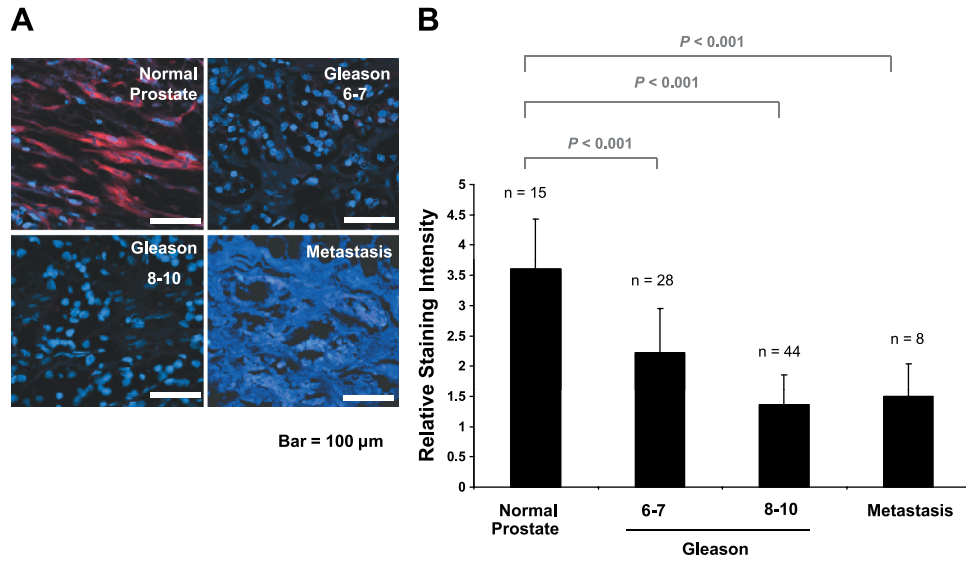 A
Normal
Prostate
Gleason
6-7
Gleason
8-10
Metastasis
Bar = 100 µm
B
P < 0.001
P < 0.001
P < 0.001
Relative Staining Intensity
5
4.5
4
3.5
3
2.5
2
1.5
1
0.5
0
n = 15
n = 28
n = 44
n = 8
Normal
Prostate
6-7
8-10
Metastasis
Gleason